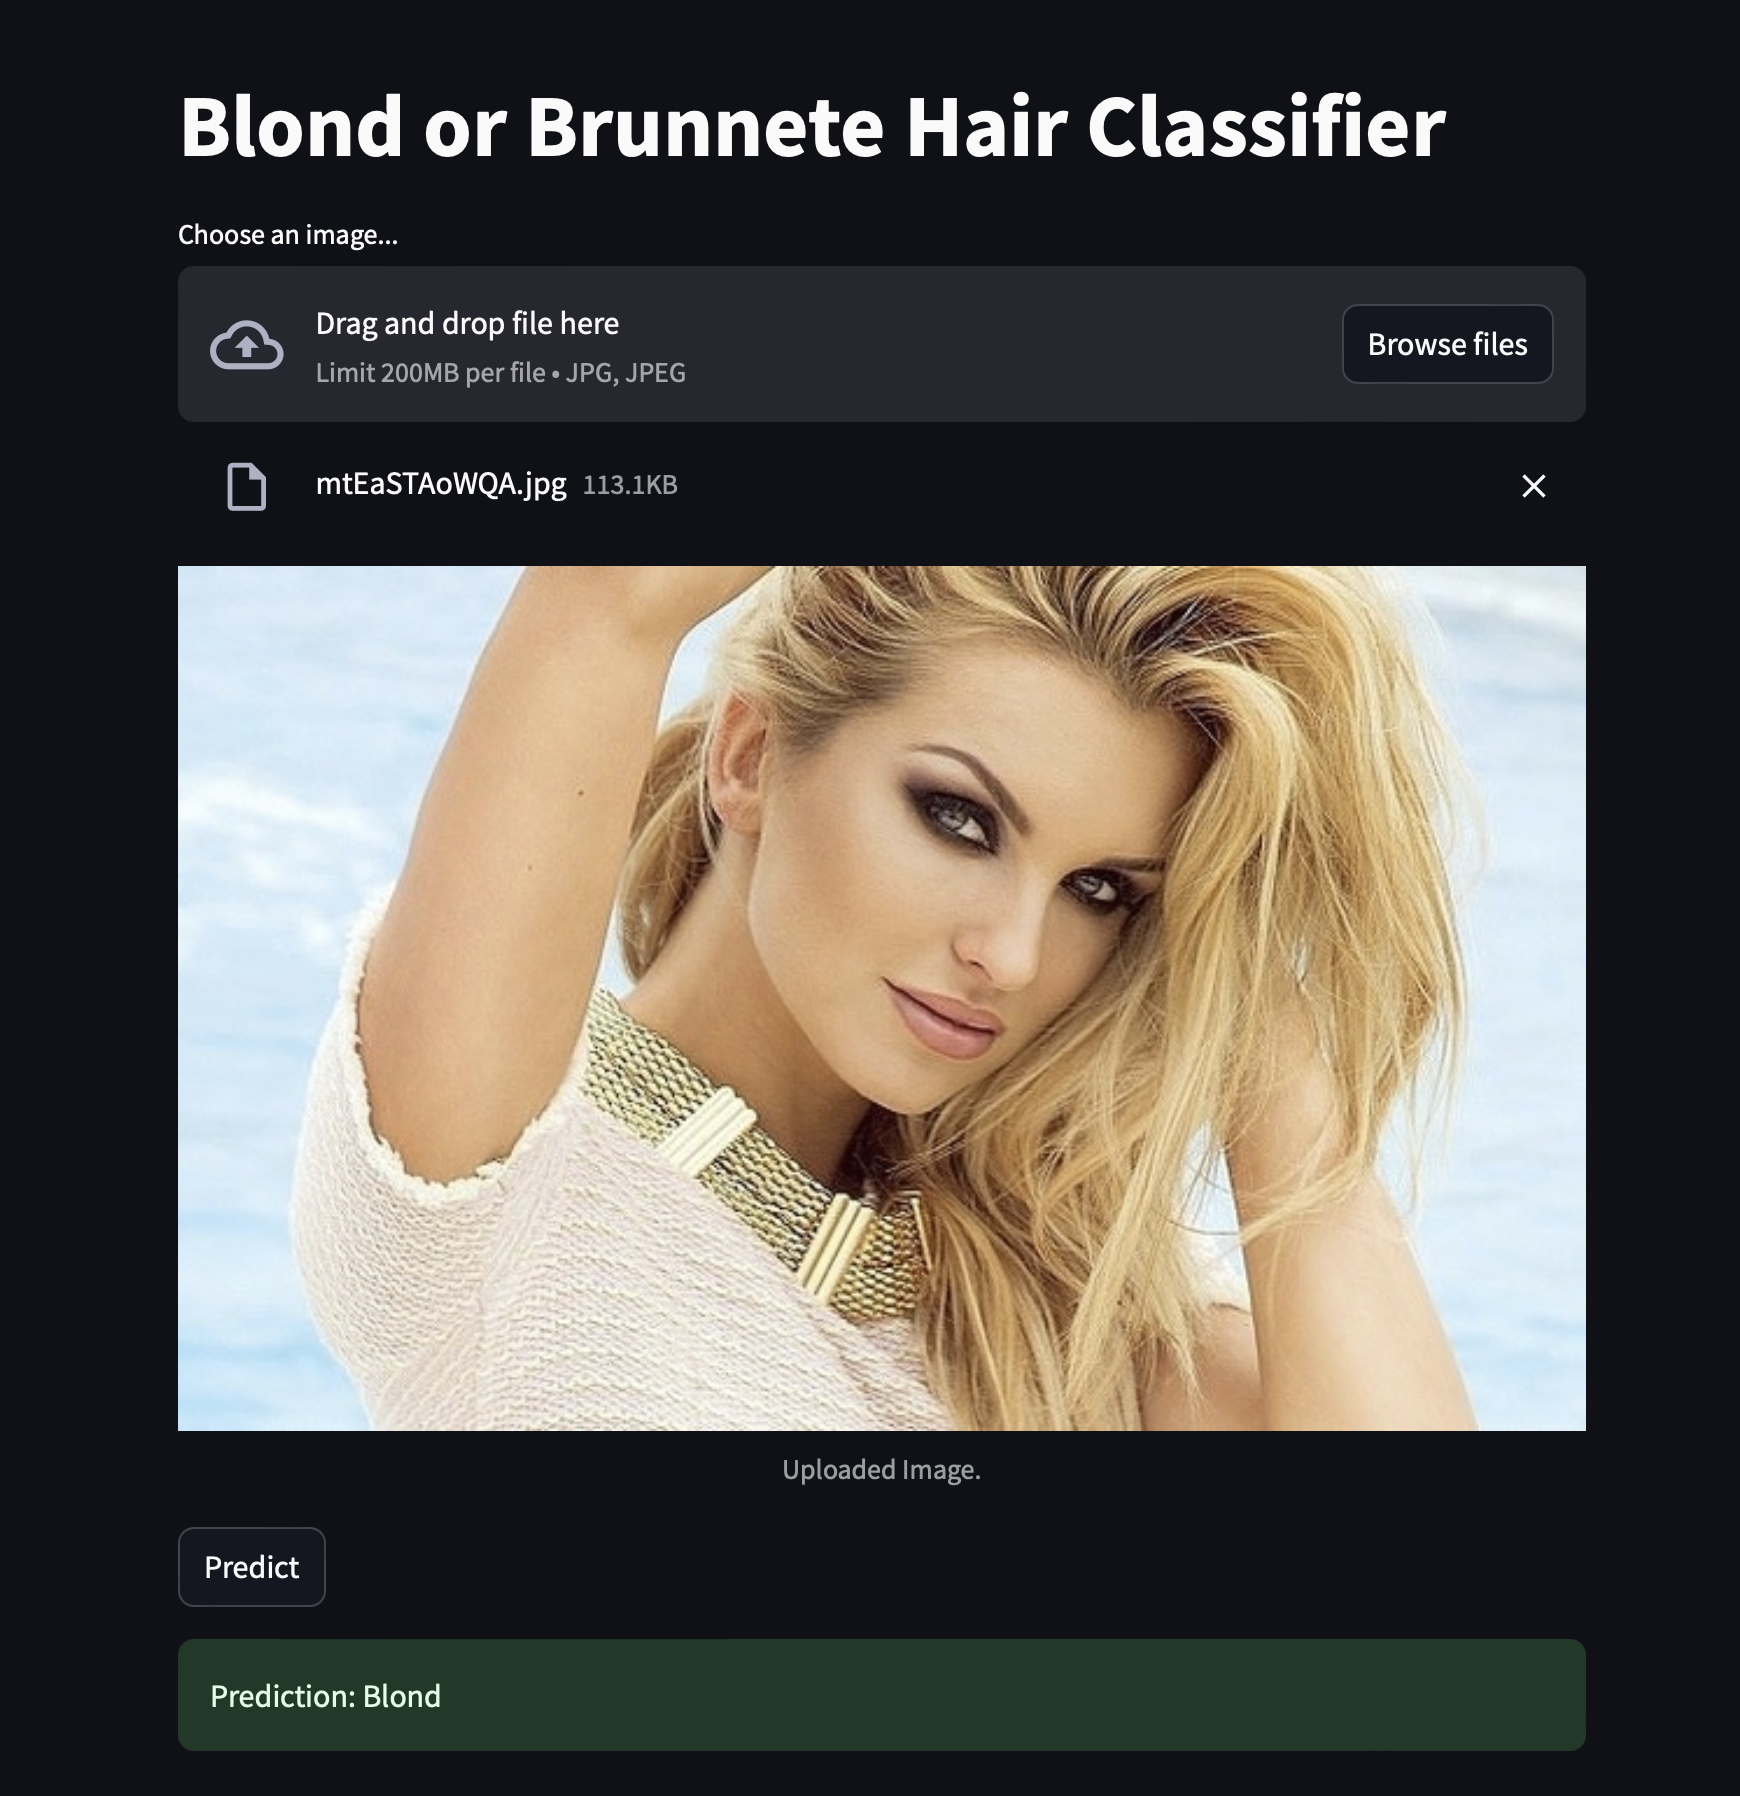 Blond or Brunnete Hair Classifier
Choose an image...
Drag and drop file here
Limit 200MB per file • JPG, JPEG
Browse files
mtEaSTAoWQA.jpg 113.1KB
Uploaded Image.
Predict
Prediction: Blond